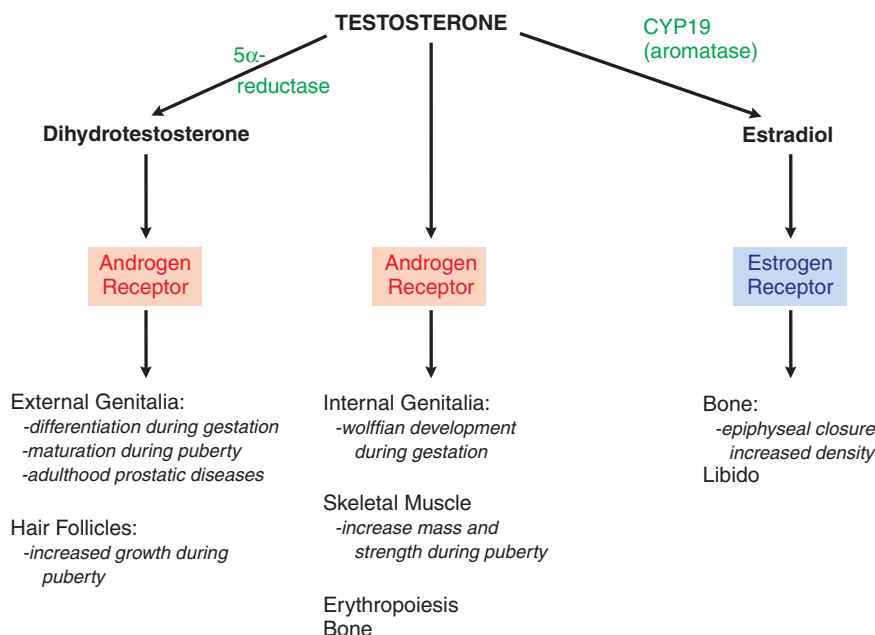 TESTOSTERONE
5α-
reductase
CYP19
(aromatase)
Dihydrotestosterone
Estradiol
Androgen
Receptor
Androgen
Receptor
Estrogen
Receptor
External Genitalia:
-differentiation during gestation
-maturation during puberty
-adulthood prostatic diseases
Hair Follicles:
-increased growth during
puberty
Internal Genitalia:
-wolffian development
during gestation
Skeletal Muscle
-increase mass and
strength during puberty
Erythropoiesis
Bone
Bone:
-epiphyseal closure
increased density
Libido